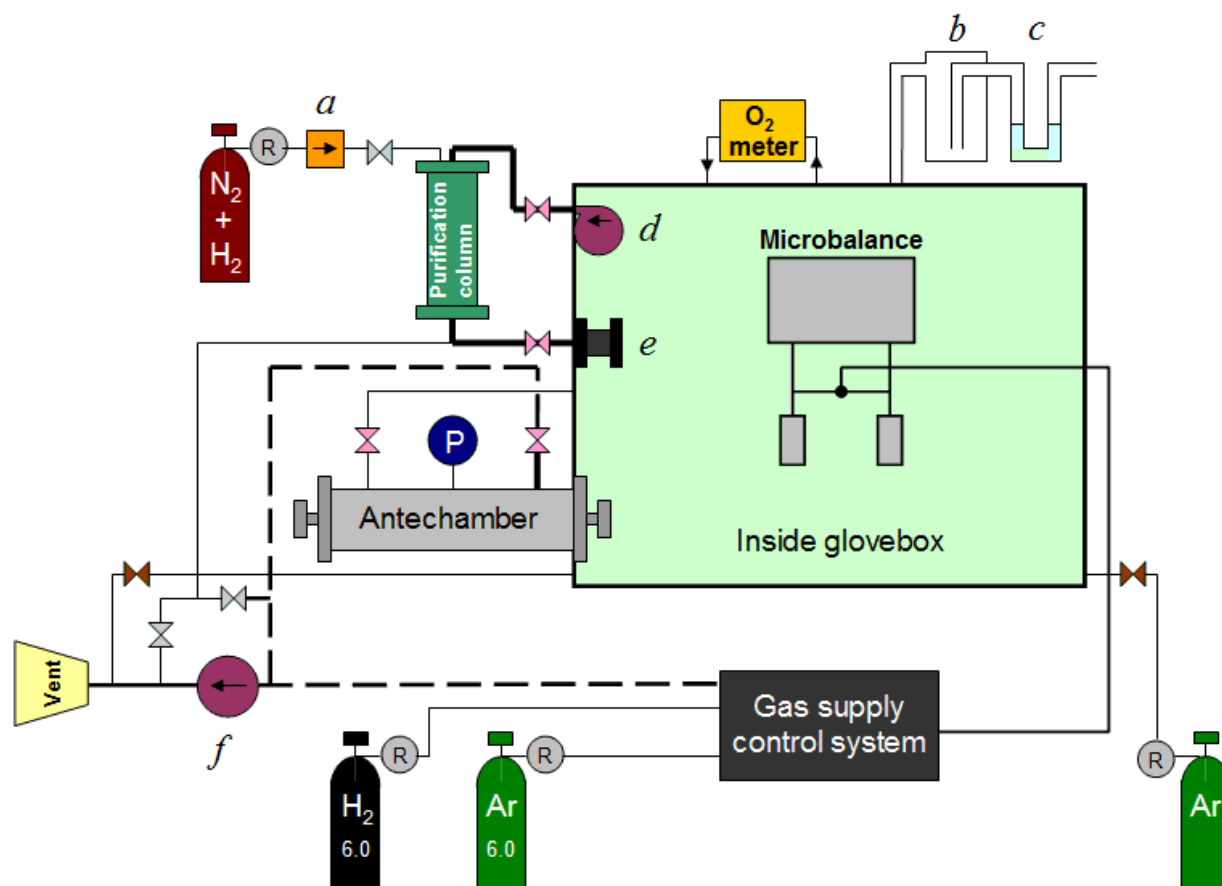 a
b
c
O2
meter
R
N2
+
H2
Purification
column
d
Microbalance
e
P
Antechamber
Inside glovebox
Vent
f
Gas supply
control system
R
R
R
H2
6.0
Ar
6.0
Ar